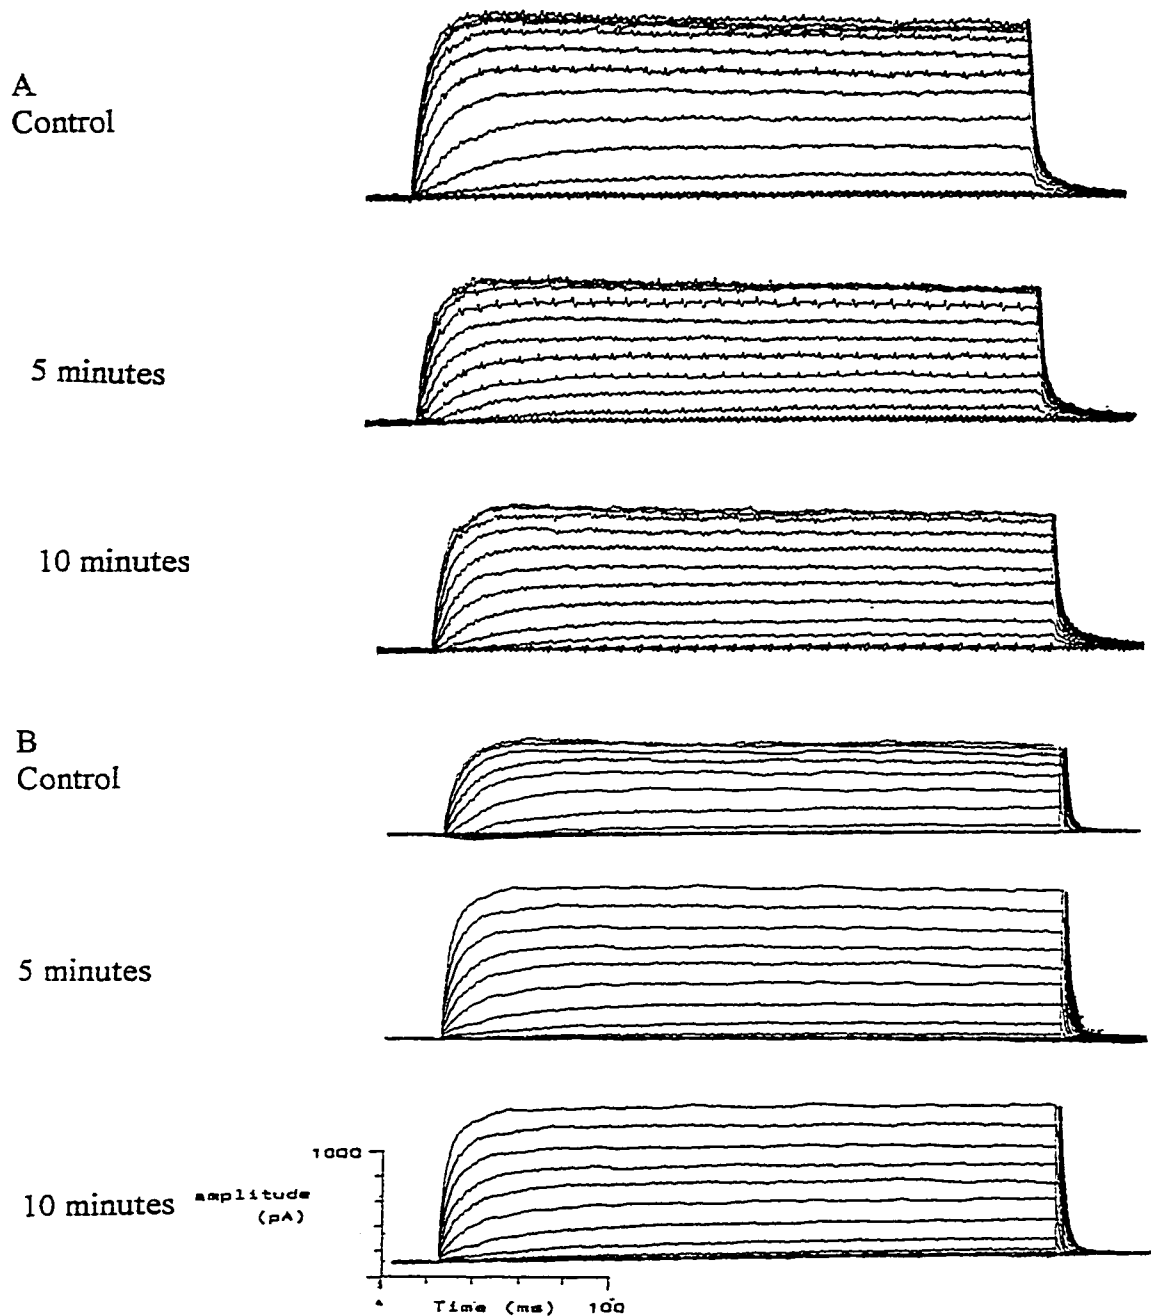 A
Control
5 minutes
10 minutes
B
Control
5 minutes
10 minutes
1000
amplitude
(pA)
Time (ms)
100